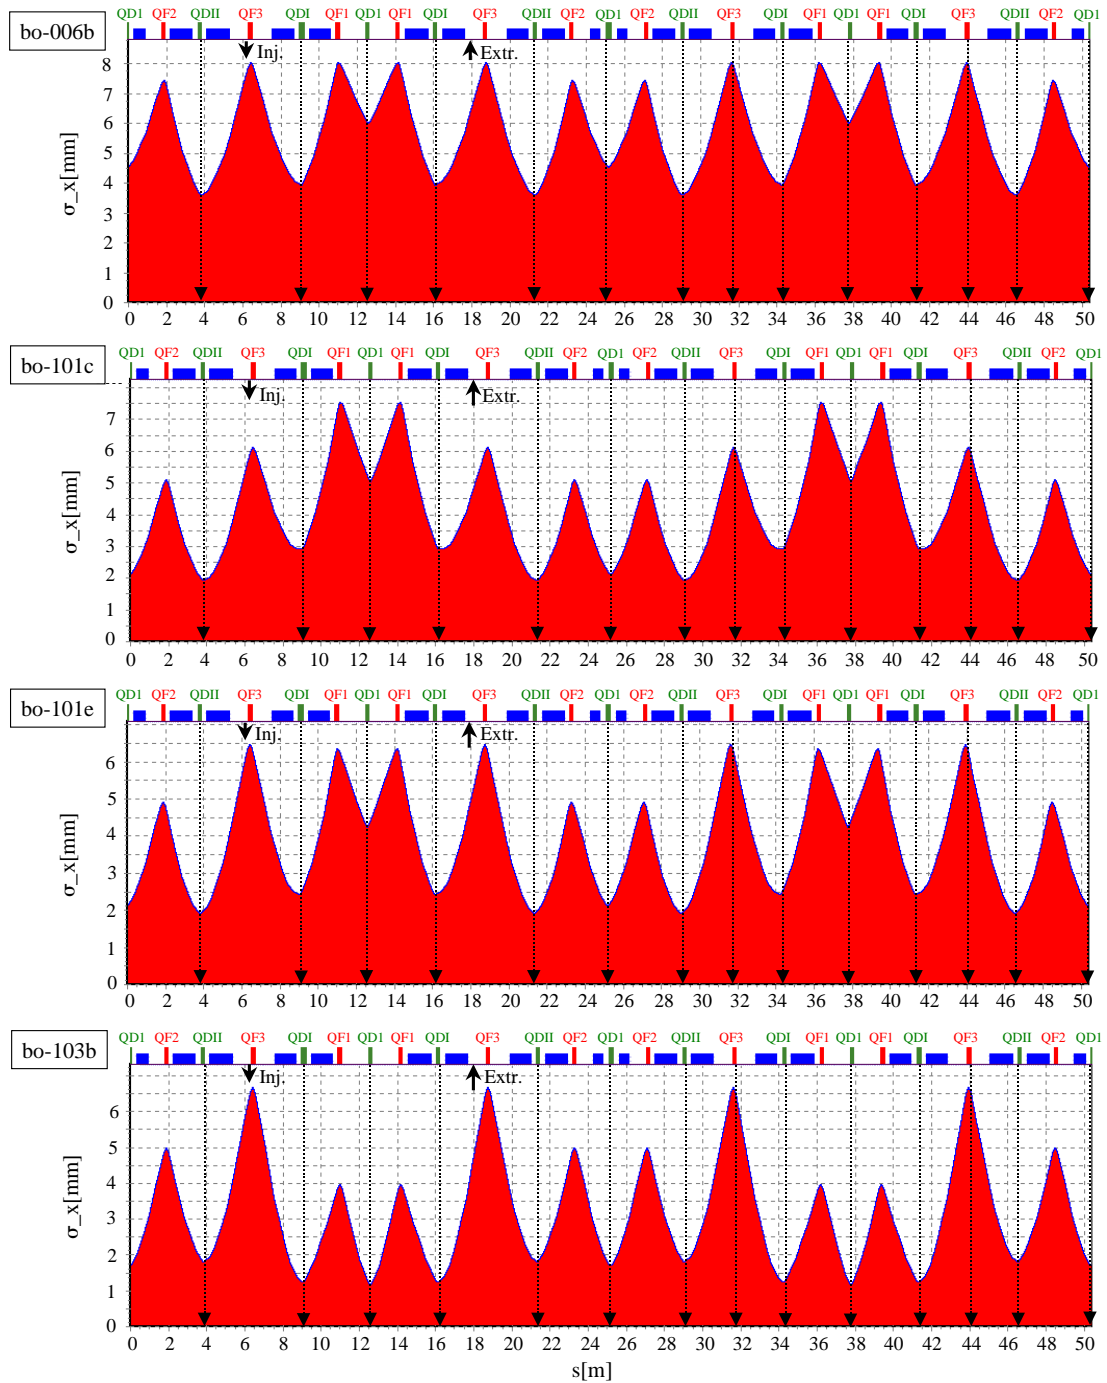 bo-006b
QD1 QF2 QDII QF3 QDI QF1 QD1 QF1 QDI QF3 QDII QF2 QD1 QF2 QDII QF3 QDI QF1 QD1 QF1 QDI QF3 QDII QF2 QD1
Inj. Extr.
8
7
6
5
4
3
2
1
0
σ_x[mm]
0 2 4 6 8 10 12 14 16 18 20 22 24 26 28 30 32 34 36 38 40 42 44 46 48 50
bo-101c
QD1 QF2 QDII QF3 QDI QF1 QD1 QF1 QDI QF3 QDII QF2 QD1 QF2 QDII QF3 QDI QF1 QD1 QF1 QDI QF3 QDII QF2 QD1
Inj. Extr.
7
6
5
4
3
2
1
0
σ_x[mm]
0 2 4 6 8 10 12 14 16 18 20 22 24 26 28 30 32 34 36 38 40 42 44 46 48 50
bo-101e
QD1 QF2 QDII QF3 QDI QF1 QD1 QF1 QDI QF3 QDII QF2 QD1 QF2 QDII QF3 QDI QF1 QD1 QF1 QDI QF3 QDII QF2 QD1
Inj. Extr.
6
5
4
3
2
1
0
σ_x[mm]
0 2 4 6 8 10 12 14 16 18 20 22 24 26 28 30 32 34 36 38 40 42 44 46 48 50
bo-103b
QD1 QF2 QDII QF3 QDI QF1 QD1 QF1 QDI QF3 QDII QF2 QD1 QF2 QDII QF3 QDI QF1 QD1 QF1 QDI QF3 QDII QF2 QD1
Inj. Extr.
6
5
4
3
2
1
0
σ_x[mm]
0 2 4 6 8 10 12 14 16 18 20 22 24 26 28 30 32 34 36 38 40 42 44 46 48 50
s[m]